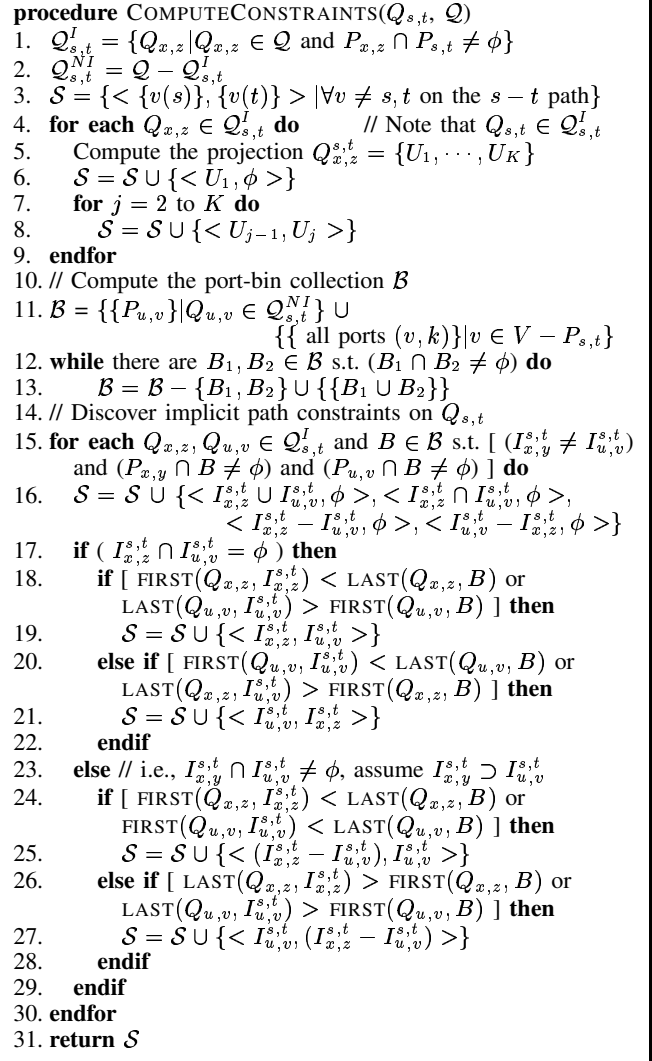 procedure COMPUTECONSTRAINTS(Q_{s,t}, 𝒬)
1. 𝒬^I_{s,t} = {Q_{x,z}|Q_{x,z} ∈ 𝒬 and P_{x,z} ∩ P_{s,t} ≠ ϕ}
2. 𝒬^{NI}_{s,t} = 𝒬 − 𝒬^I_{s,t}
3. 𝒮 = {< {v(s)}, {v(t)} > |∀v ≠ s, t on the s − t path}
4. for each Q_{x,z} ∈ 𝒬^I_{s,t} do // Note that Q_{s,t} ∈ 𝒬^I_{s,t}
5. Compute the projection Q^{s,t}_{x,z} = {U_1, ⋯, U_K}
6. 𝒮 = 𝒮 ∪ {< U_1, ϕ >}
7. for j = 2 to K do
8. 𝒮 = 𝒮 ∪ {< U_{j−1}, U_j >}
9. endfor
10. // Compute the port-bin collection ℬ
11. ℬ = {{P_{u,v}}|Q_{u,v} ∈ 𝒬^{NI}_{s,t}} ∪
{{ all ports (v, k)}|v ∈ V − P_{s,t}}
12. while there are B_1, B_2 ∈ ℬ s.t. (B_1 ∩ B_2 ≠ ϕ) do
13. ℬ = ℬ − {B_1, B_2} ∪ {{B_1 ∪ B_2}}
14. // Discover implicit path constraints on Q_{s,t}
15. for each Q_{x,z}, Q_{u,v} ∈ 𝒬^I_{s,t} and B ∈ ℬ s.t. [ (I^{s,t}_{x,y} ≠ I^{s,t}_{u,v})
and (P_{x,y} ∩ B ≠ ϕ) and (P_{u,v} ∩ B ≠ ϕ) ] do
16. 𝒮 = 𝒮 ∪ {< I^{s,t}_{x,z} ∪ I^{s,t}_{u,v}, ϕ >, < I^{s,t}_{x,z} ∩ I^{s,t}_{u,v}, ϕ >,
< I^{s,t}_{x,z} − I^{s,t}_{u,v}, ϕ >, < I^{s,t}_{u,v} − I^{s,t}_{x,z}, ϕ >}
17. if ( I^{s,t}_{x,z} ∩ I^{s,t}_{u,v} = ϕ ) then
18. if [ FIRST(Q_{x,z}, I^{s,t}_{x,z}) < LAST(Q_{x,z}, B) or
LAST(Q_{u,v}, I^{s,t}_{u,v}) > FIRST(Q_{u,v}, B) ] then
19. 𝒮 = 𝒮 ∪ {< I^{s,t}_{x,z}, I^{s,t}_{u,v} >}
20. else if [ FIRST(Q_{u,v}, I^{s,t}_{u,v}) < LAST(Q_{u,v}, B) or
LAST(Q_{x,z}, I^{s,t}_{u,v}) > FIRST(Q_{x,z}, B) ] then
21. 𝒮 = 𝒮 ∪ {< I^{s,t}_{u,v}, I^{s,t}_{x,z} >}
22. endif
23. else // i.e., I^{s,t}_{x,y} ∩ I^{s,t}_{u,v} ≠ ϕ, assume I^{s,t}_{x,y} ⊃ I^{s,t}_{u,v}
24. if [ FIRST(Q_{x,z}, I^{s,t}_{x,z}) < LAST(Q_{x,z}, B) or
FIRST(Q_{u,v}, I^{s,t}_{u,v}) < LAST(Q_{u,v}, B) ] then
25. 𝒮 = 𝒮 ∪ {< (I^{s,t}_{x,z} − I^{s,t}_{u,v}), I^{s,t}_{u,v} >}
26. else if [ LAST(Q_{x,z}, I^{s,t}_{x,z}) > FIRST(Q_{x,z}, B) or
LAST(Q_{u,v}, I^{s,t}_{u,v}) > FIRST(Q_{u,v}, B) ] then
27. 𝒮 = 𝒮 ∪ {< I^{s,t}_{u,v}, (I^{s,t}_{x,z} − I^{s,t}_{u,v}) >}
28. endif
29. endif
30. endfor
31. return 𝒮